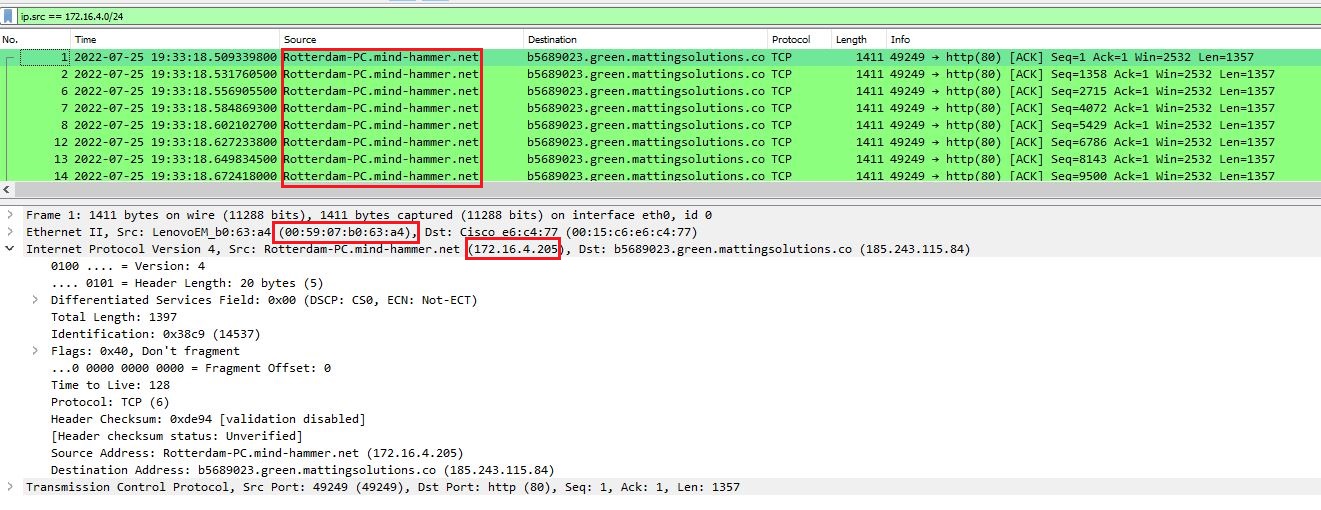 ip.src == 172.16.4.0/24
No. Time Source Destination Protocol Length Info
1 2022-07-25 19:33:18.509339800 Rotterdam-PC.mind-hammer.net b5689023.green.mattingsolutions.co TCP 1411 49249 → http(80) [ACK] Seq=1 Ack=1 Win=2532 Len=1357
2 2022-07-25 19:33:18.531760500 Rotterdam-PC.mind-hammer.net b5689023.green.mattingsolutions.co TCP 1411 49249 → http(80) [ACK] Seq=1358 Ack=1 Win=2532 Len=1357
6 2022-07-25 19:33:18.556905500 Rotterdam-PC.mind-hammer.net b5689023.green.mattingsolutions.co TCP 1411 49249 → http(80) [ACK] Seq=2715 Ack=1 Win=2532 Len=1357
7 2022-07-25 19:33:18.584869300 Rotterdam-PC.mind-hammer.net b5689023.green.mattingsolutions.co TCP 1411 49249 → http(80) [ACK] Seq=4072 Ack=1 Win=2532 Len=1357
8 2022-07-25 19:33:18.602102700 Rotterdam-PC.mind-hammer.net b5689023.green.mattingsolutions.co TCP 1411 49249 → http(80) [ACK] Seq=5429 Ack=1 Win=2532 Len=1357
12 2022-07-25 19:33:18.627233800 Rotterdam-PC.mind-hammer.net b5689023.green.mattingsolutions.co TCP 1411 49249 → http(80) [ACK] Seq=6786 Ack=1 Win=2532 Len=1357
13 2022-07-25 19:33:18.649834500 Rotterdam-PC.mind-hammer.net b5689023.green.mattingsolutions.co TCP 1411 49249 → http(80) [ACK] Seq=8143 Ack=1 Win=2532 Len=1357
14 2022-07-25 19:33:18.672418000 Rotterdam-PC.mind-hammer.net b5689023.green.mattingsolutions.co TCP 1411 49249 → http(80) [ACK] Seq=9500 Ack=1 Win=2532 Len=1357
Frame 1: 1411 bytes on wire (11288 bits), 1411 bytes captured (11288 bits) on interface eth0, id 0
Ethernet II, Src: LenovoEM_b0:63:a4 (00:59:07:b0:63:a4), Dst: Cisco_e6:c4:77 (00:15:c6:e6:c4:77)
Internet Protocol Version 4, Src: Rotterdam-PC.mind-hammer.net (172.16.4.205), Dst: b5689023.green.mattingsolutions.co (185.243.115.84)
0100 .... = Version: 4
.... 0101 = Header Length: 20 bytes (5)
Differentiated Services Field: 0x00 (DSCP: CS0, ECN: Not-ECT)
Total Length: 1397
Identification: 0x38c9 (14537)
Flags: 0x40, Don't fragment
...0 0000 0000 0000 = Fragment Offset: 0
Time to Live: 128
Protocol: TCP (6)
Header Checksum: 0xde94 [validation disabled]
[Header checksum status: Unverified]
Source Address: Rotterdam-PC.mind-hammer.net (172.16.4.205)
Destination Address: b5689023.green.mattingsolutions.co (185.243.115.84)
Transmission Control Protocol, Src Port: 49249 (49249), Dst Port: http (80), Seq: 1, Ack: 1, Len: 1357